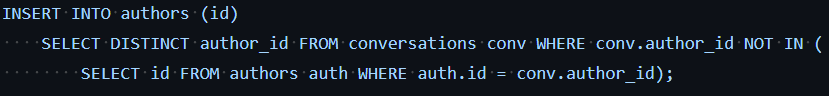 INSERT INTO authors (id)
    SELECT DISTINCT author_id FROM conversations conv WHERE conv.author_id NOT IN (
        SELECT id FROM authors auth WHERE auth.id = conv.author_id);